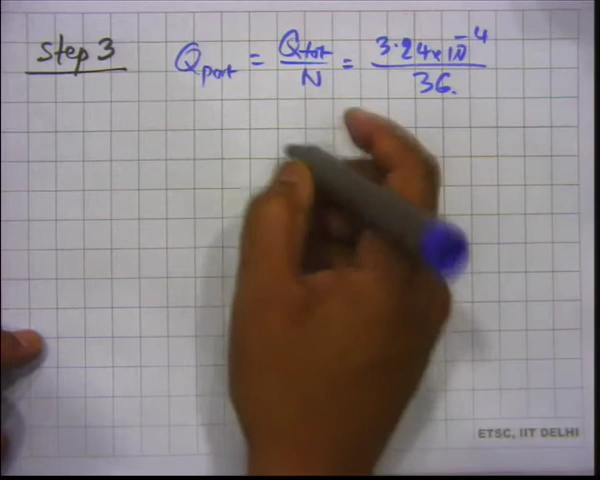 Step 3 Qport = Qtot/N = 3.24×10^-4/36.
ETSC, IIT DELHI